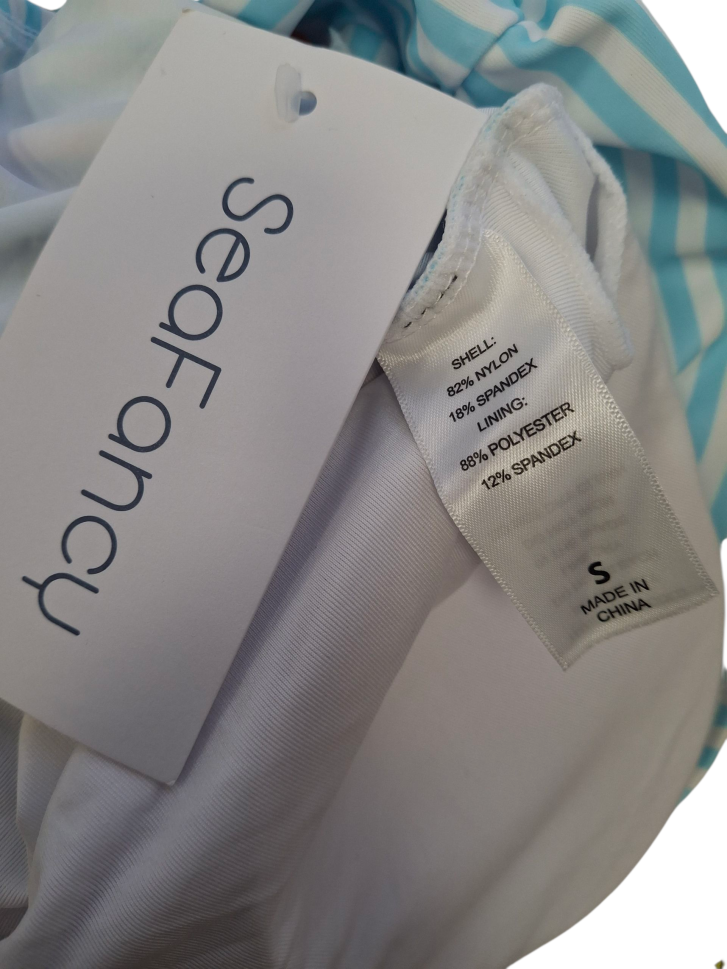 SeaFancy
SHELL:
82% NYLON
18% SPANDEX
LINING:
88% POLYESTER
12% SPANDEX
S
MADE IN
CHINA